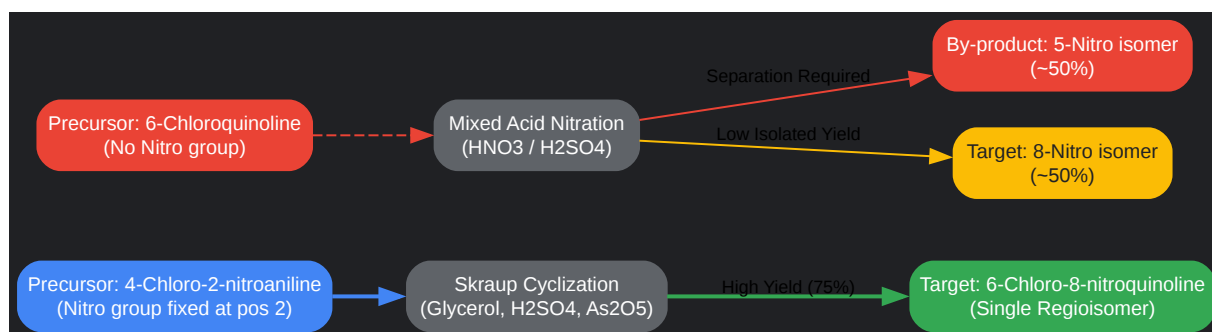 By-product: 5-Nitro isomer
(~50%)
Separation Required
Precursor: 6-Chloroquinoline
(No Nitro group)
Mixed Acid Nitration
(HNO3 / H2SO4)
Low Isolated Yield
Target: 8-Nitro isomer
(~50%)
Precursor: 4-Chloro-2-nitroaniline
(Nitro group fixed at pos 2)
Skraup Cyclization
(Glycerol, H2SO4, As2O5)
High Yield (75%)
Target: 6-Chloro-8-nitroquinoline
(Single Regioisomer)